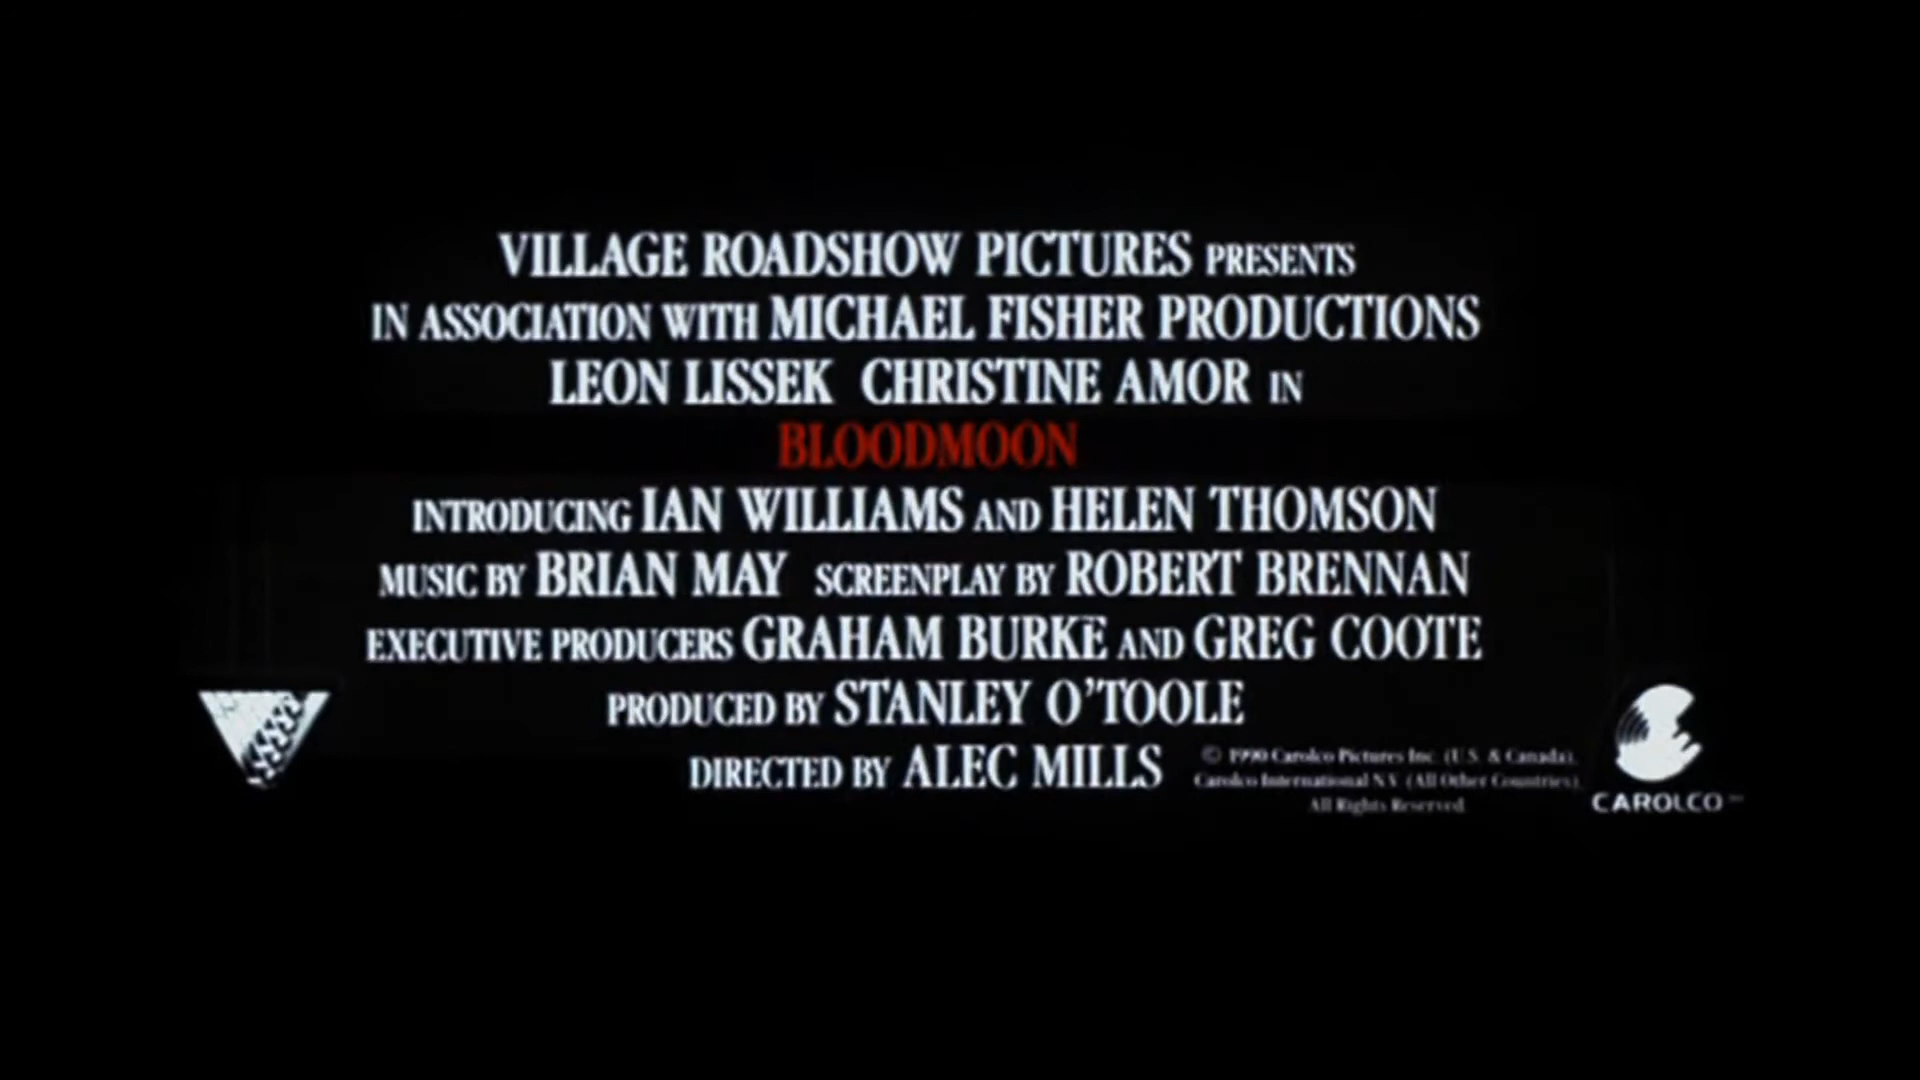 VILLAGE ROADSHOW PICTURES PRESENTS
IN ASSOCIATION WITH MICHAEL FISHER PRODUCTIONS
LEON LISSEK CHRISTINE AMOR IN
BLOODMOON
INTRODUCING IAN WILLIAMS AND HELEN THOMSON
MUSIC BY BRIAN MAY SCREENPLAY BY ROBERT BRENNAN
EXECUTIVE PRODUCERS GRAHAM BURKE AND GREG COOTE
PRODUCED BY STANLEY O'TOOLE
DIRECTED BY ALEC MILLS
© 1990 Carolco Pictures Inc. (U.S. & Canada).
Carolco International N.V. (All Other Countries).
All Rights Reserved.
CAROLCO